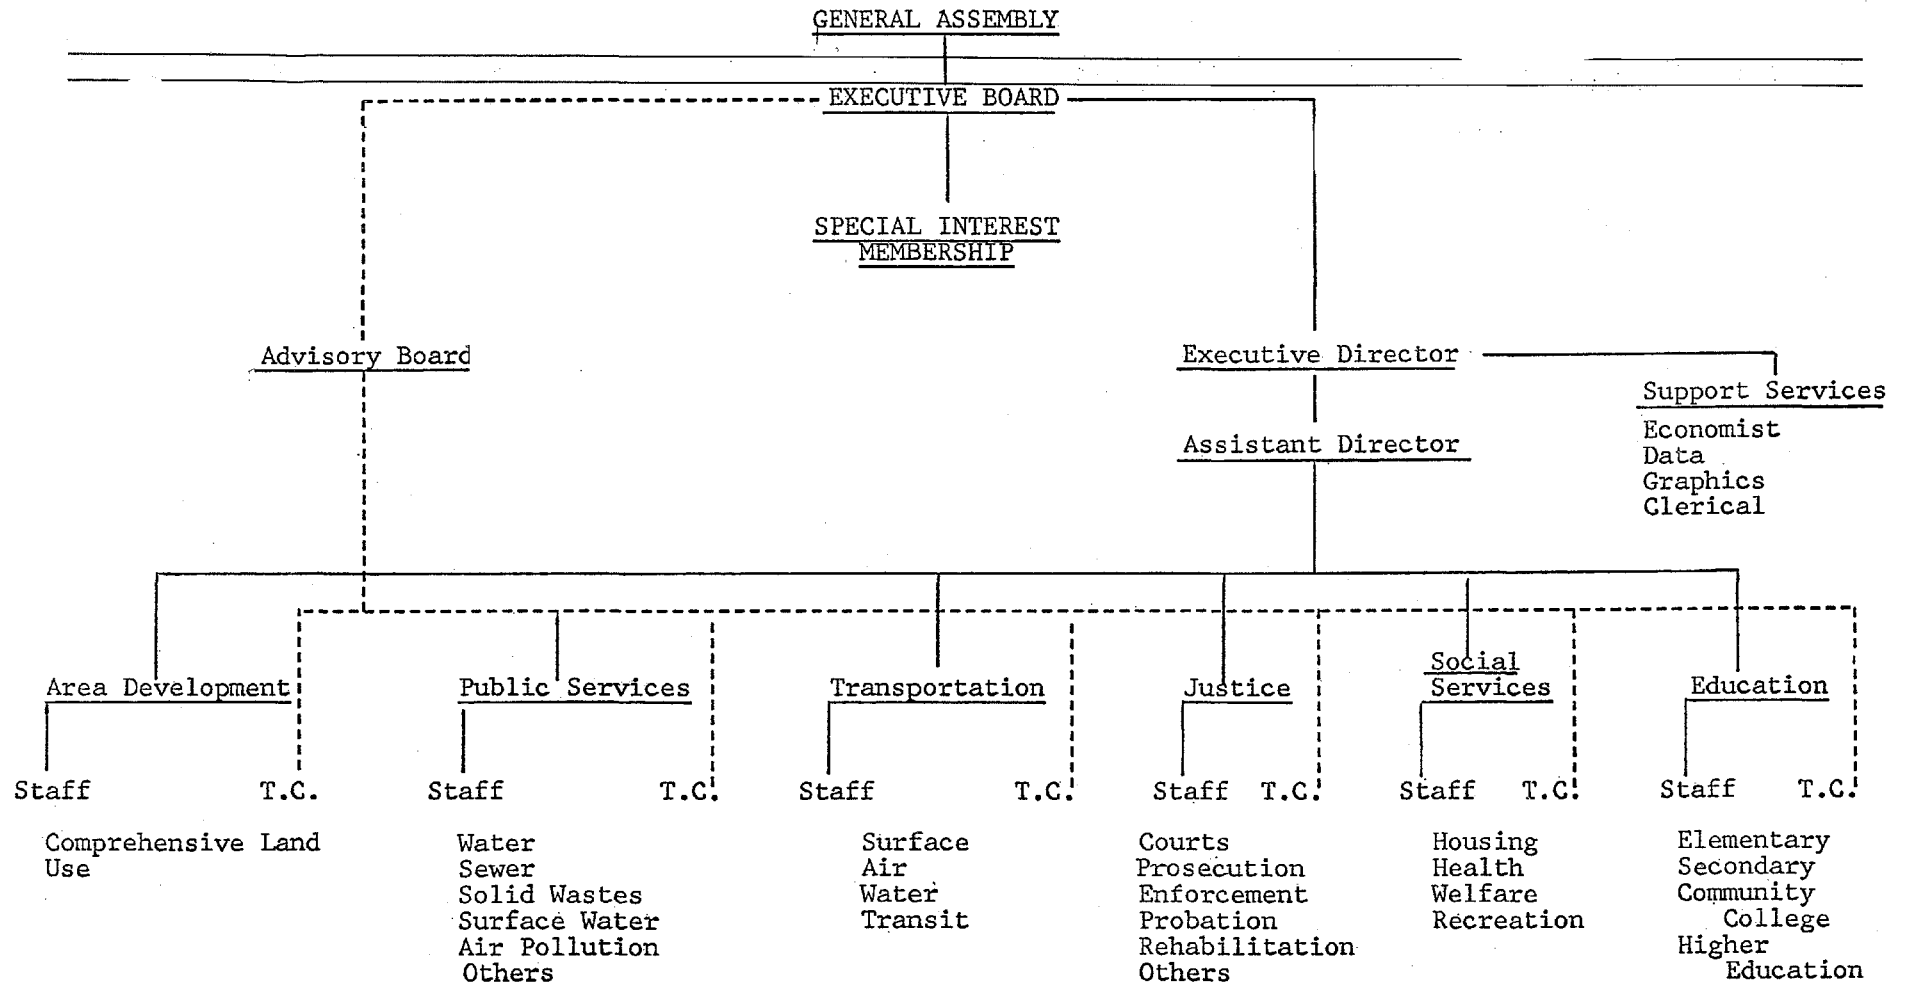 GENERAL ASSEMBLY
EXECUTIVE BOARD
SPECIAL INTEREST
MEMBERSHIP
Advisory Board
Executive Director
Support Services
Economist
Data
Graphics
Clerical
Assistant Director
Area Development
Staff T.C.
Comprehensive Land
Use
Public Services
Staff T.C.
Water
Sewer
Solid Wastes
Surface Water
Air Pollution
Others
Transportation
Staff T.C.
Surface
Air
Water
Transit
Justice
Staff T.C.
Courts
Prosecution
Enforcement
Probation
Rehabilitation
Others
Social
Services
Staff T.C.
Housing
Health
Welfare
Recreation
Education
Staff T.C.
Elementary
Secondary
Community
College
Higher
Education